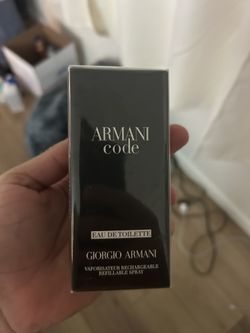 ARMANI
code
EAU DE TOILETTE
GIORGIO ARMANI
VAPORISATEUR RECHARGEABLE
REFILLABLE SPRAY